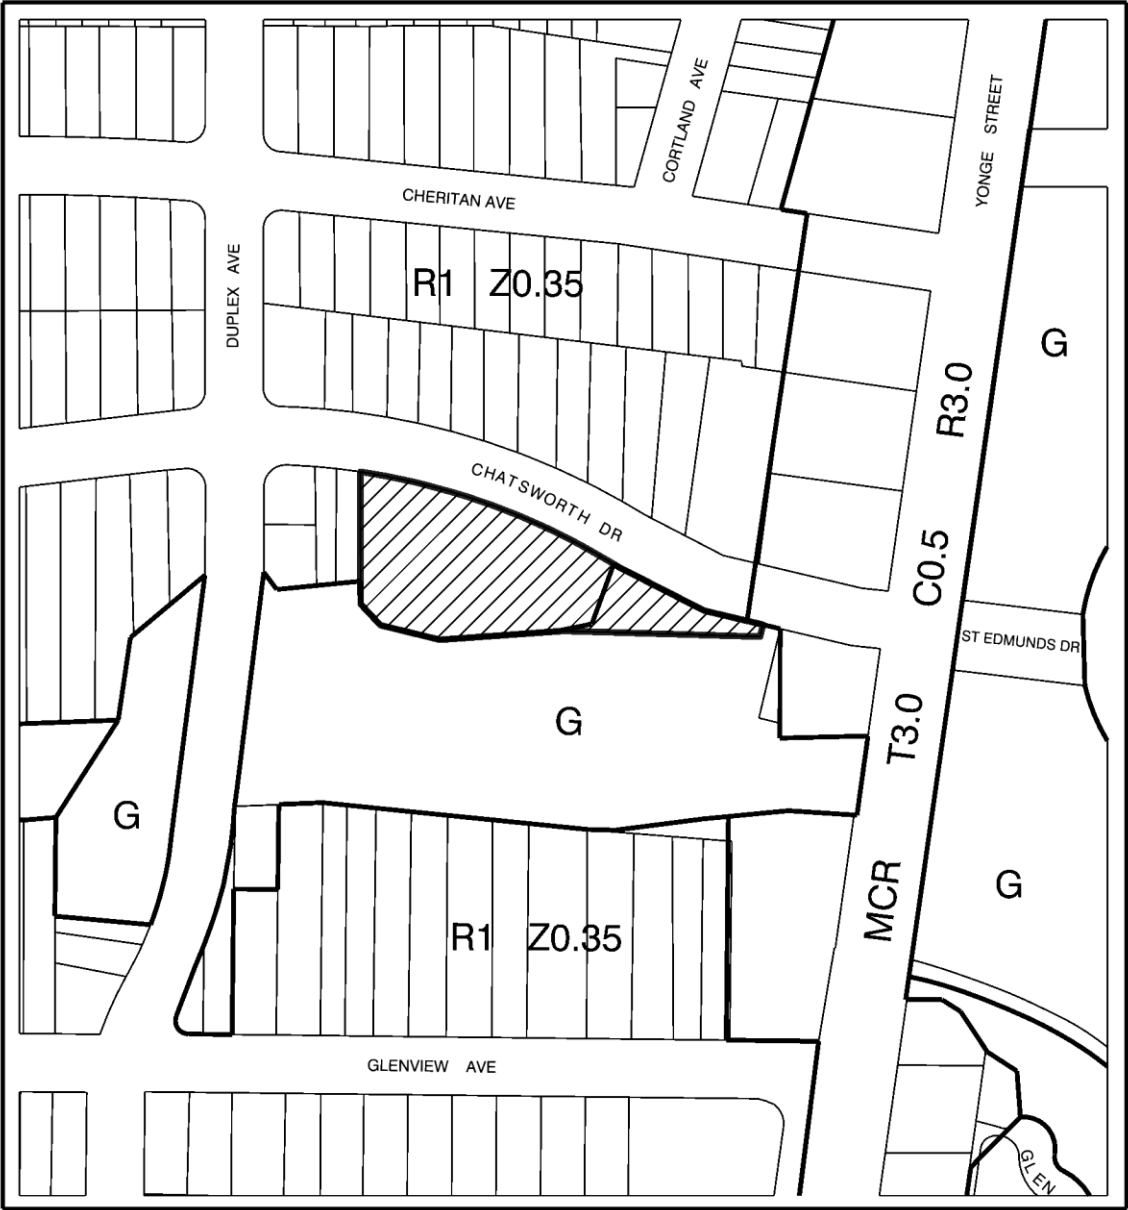 CORTLAND AVE
YONGE STREET
CHERITAN AVE
DUPLEX AVE
R1 Z0.35
G
R3.0
CHATSWORTH DR
C0.5
ST EDMUNDS DR
G
T3.0
G
G
MCR
R1 Z0.35
GLENVIEW AVE
GLEN